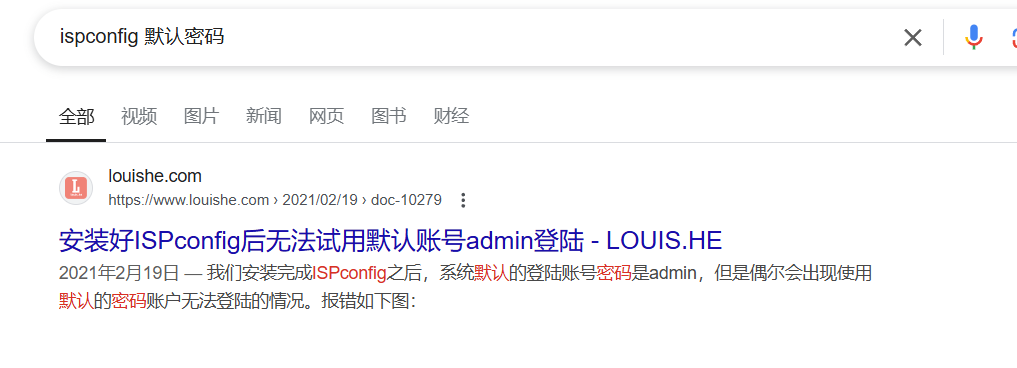 ispconfig 默认密码
全部 视频 图片 新闻 网页 图书 财经
louishe.com
https://www.louishe.com › 2021/02/19 › doc-10279
安装好ISPconfig后无法试用默认账号admin登陆 - LOUIS.HE
2021年2月19日 — 我们安装完成ISPconfig之后，系统默认的登陆账号密码是admin，但是偶尔会出现使用
默认的密码账户无法登陆的情况。报错如下图：